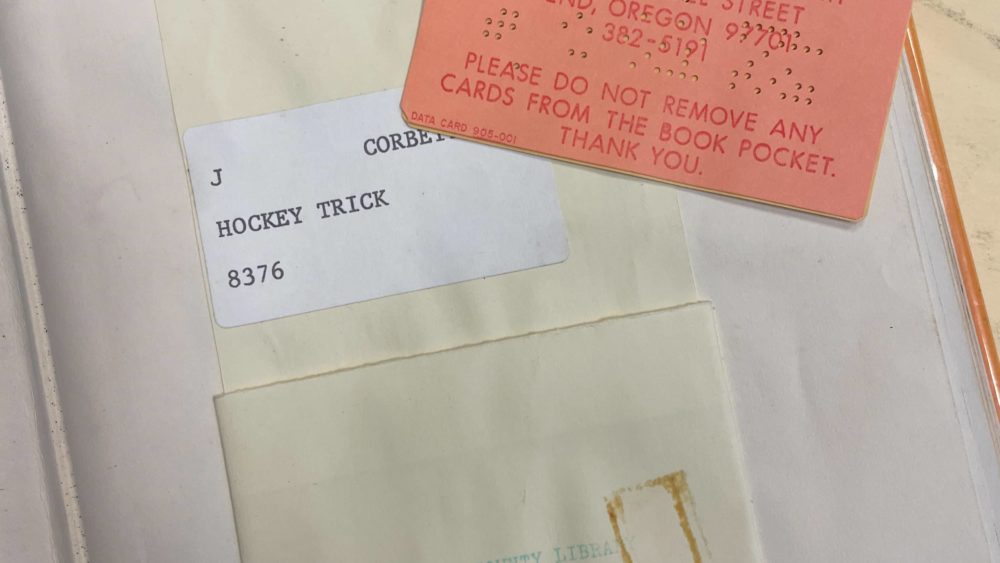 STREET
OREGON 97701
382-5191
PLEASE DO NOT REMOVE ANY
CARDS FROM THE BOOK POCKET.
THANK YOU.
DATA CARD 905-001
J
HOCKEY TRICK
8376